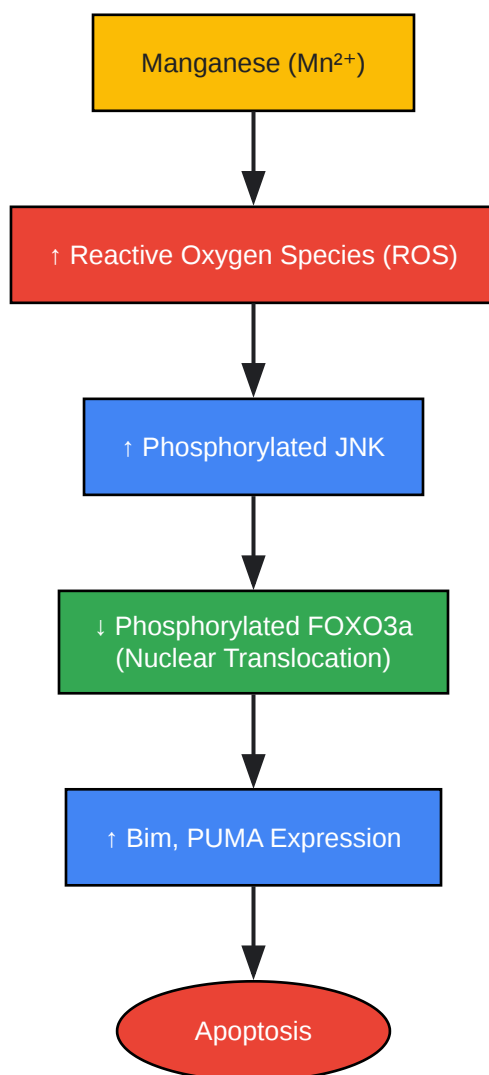 Manganese (Mn²⁺)
↑ Reactive Oxygen Species (ROS)
↑ Phosphorylated JNK
↓ Phosphorylated FOXO3a
(Nuclear Translocation)
↑ Bim, PUMA Expression
Apoptosis